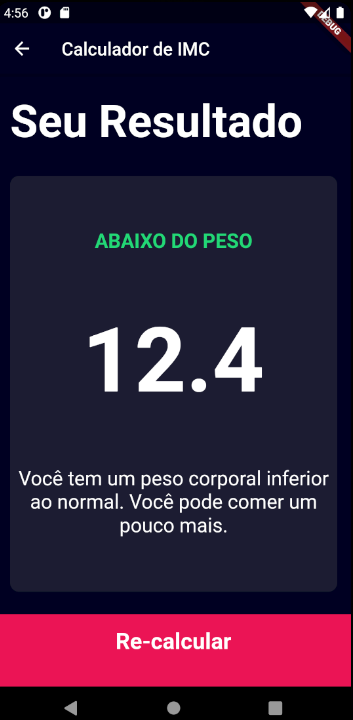 4:56
DEBUG
Calculador de IMC
Seu Resultado
ABAIXO DO PESO
12.4
Você tem um peso corporal inferior
ao normal. Você pode comer um
pouco mais.
Re-calcular